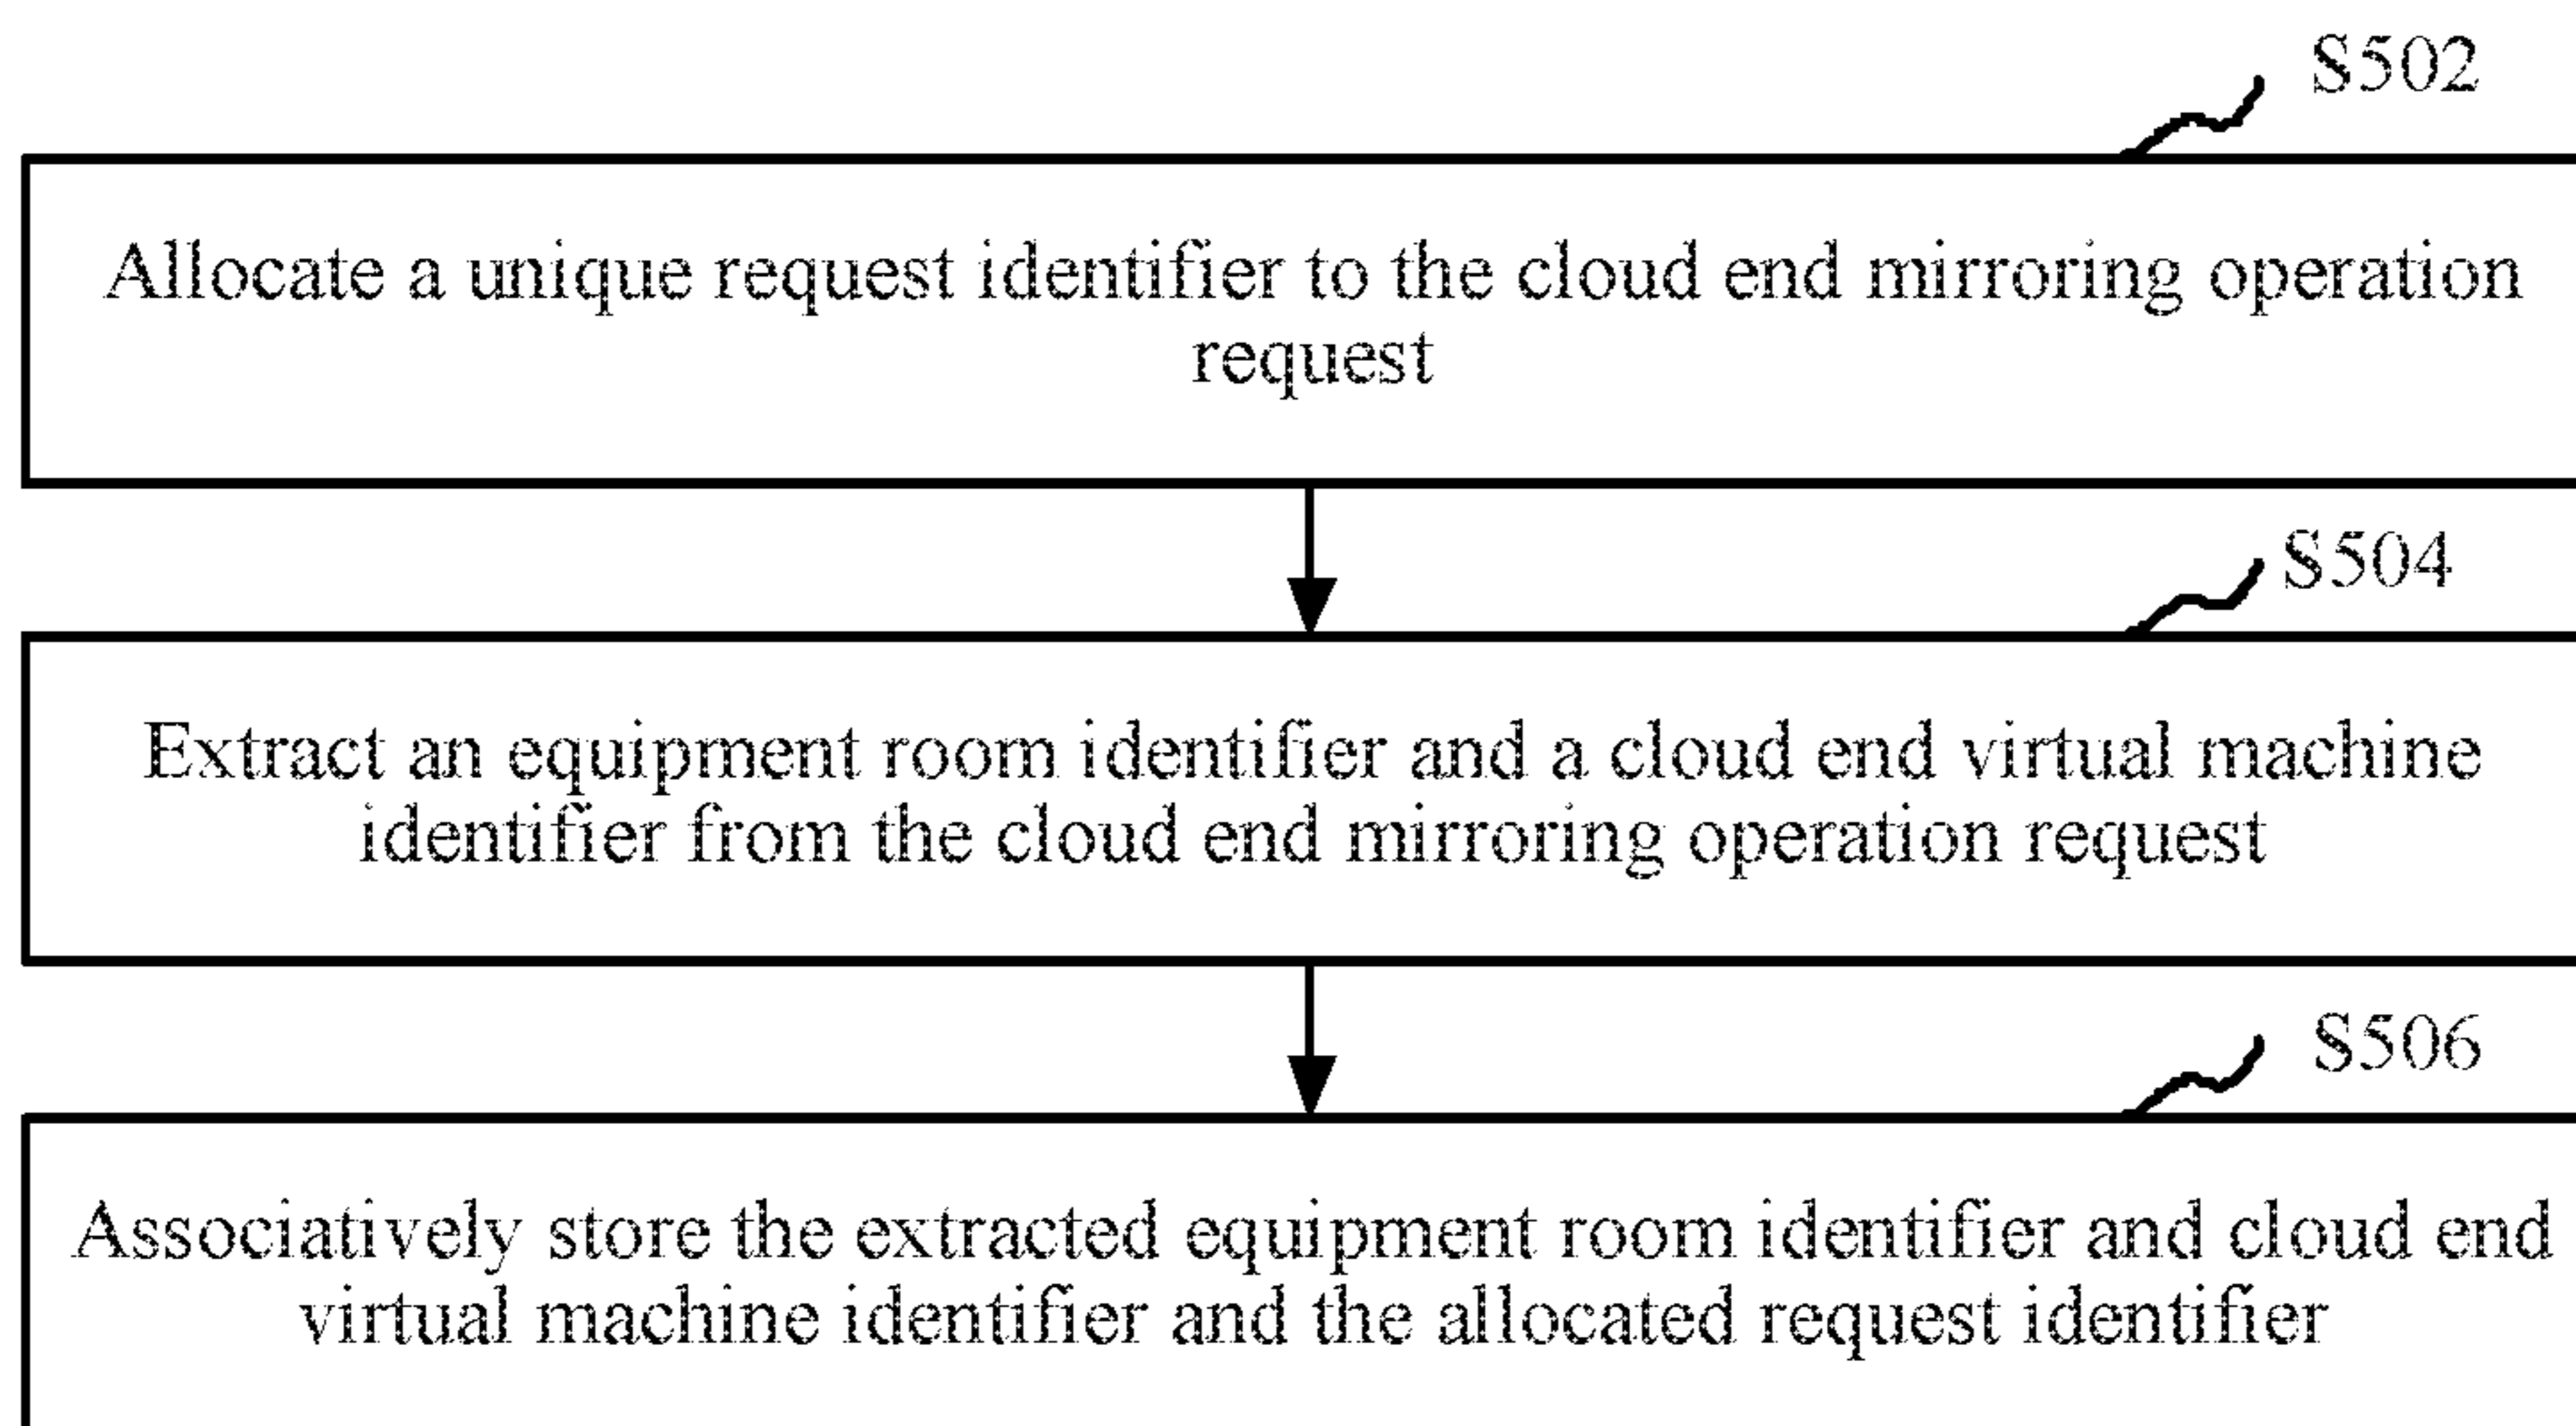 S502
Allocate a unique request identifier to the cloud end mirroring operation
request
S504
Extract an equipment room identifier and a cloud end virtual machine
identifier from the cloud end mirroring operation request
S506
Associatively store the extracted equipment room identifier and cloud end
virtual machine identifier and the allocated request identifier